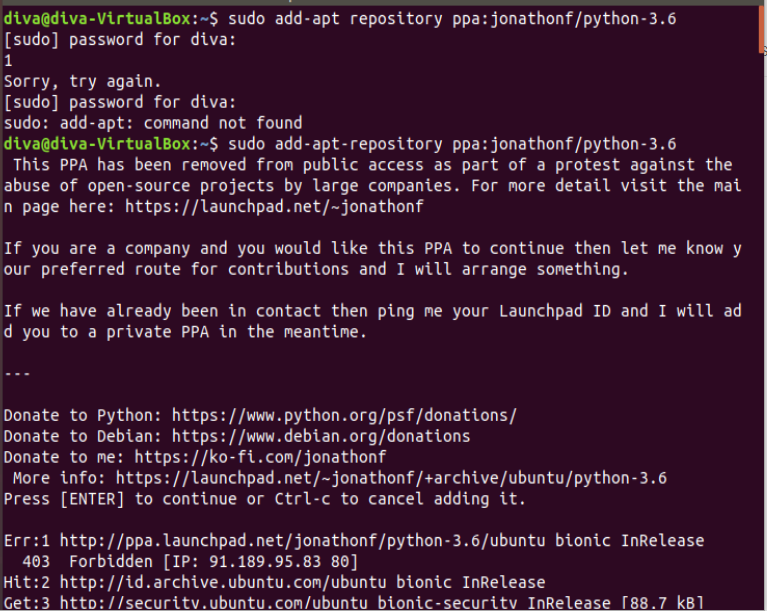 diva@diva-VirtualBox:~$ sudo add-apt repository ppa:jonathonf/python-3.6
[sudo] password for diva:
1
Sorry, try again.
[sudo] password for diva:
sudo: add-apt: command not found
diva@diva-VirtualBox:~$ sudo add-apt-repository ppa:jonathonf/python-3.6
This PPA has been removed from public access as part of a protest against the
abuse of open-source projects by large companies. For more detail visit the mai
n page here: https://launchpad.net/~jonathonf
If you are a company and you would like this PPA to continue then let me know y
our preferred route for contributions and I will arrange something.
If we have already been in contact then ping me your Launchpad ID and I will ad
d you to a private PPA in the meantime.
---
Donate to Python: https://www.python.org/psf/donations/
Donate to Debian: https://www.debian.org/donations
Donate to me: https://ko-fi.com/jonathonf
More info: https://launchpad.net/~jonathonf/+archive/ubuntu/python-3.6
Press [ENTER] to continue or Ctrl-c to cancel adding it.
Err:1 http://ppa.launchpad.net/jonathonf/python-3.6/ubuntu bionic InRelease
403  Forbidden [IP: 91.189.95.83 80]
Hit:2 http://id.archive.ubuntu.com/ubuntu bionic InRelease
Get:3 http://security.ubuntu.com/ubuntu bionic-security InRelease [88.7 kB]